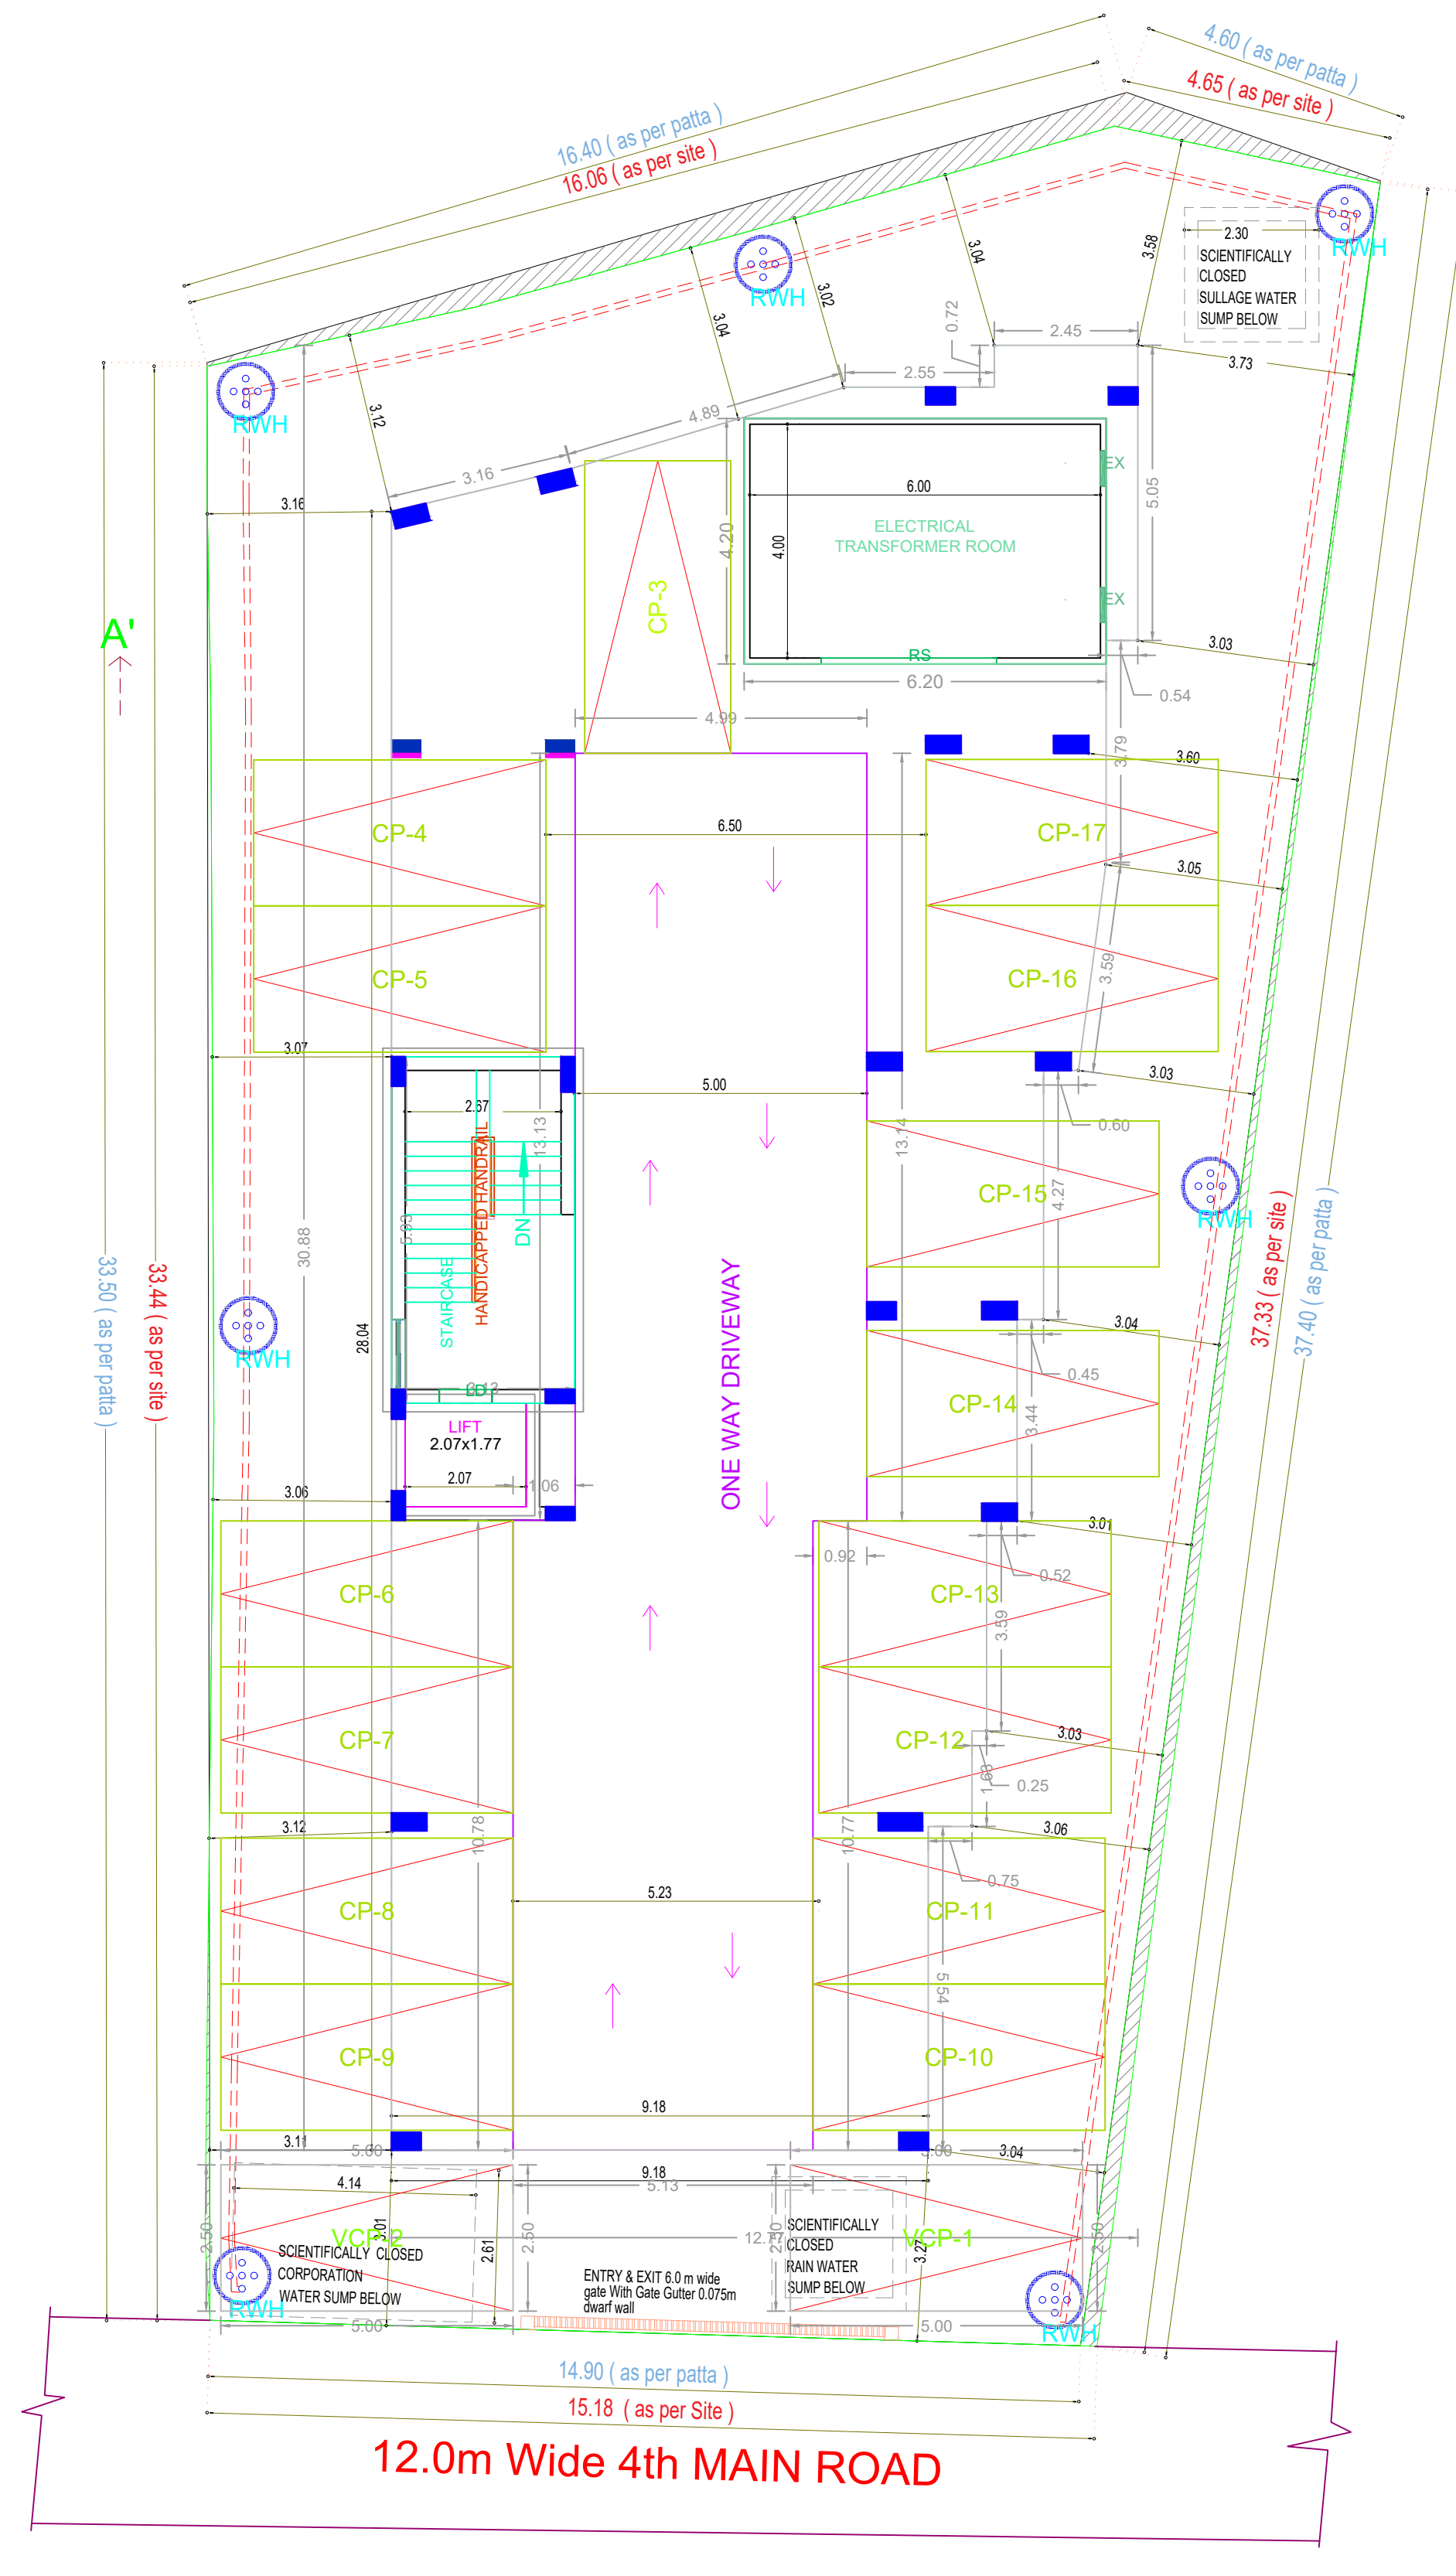 4.60 ( as per patta )
4.65 ( as per site )
16.40 ( as per patta )
16.06 ( as per site )
RWH
2.30
SCIENTIFICALLY
CLOSED
SULLAGE WATER
SUMP BELOW
RWH
3.04
3.58
3.02
3.04
0.72
2.45
2.55
3.73
RWH
3.12
4.89
3.16
3.16
4.20
6.00
4.00
ELECTRICAL
TRANSFORMER ROOM
EX
EX
5.05
CP-3
RS
6.20
3.03
0.54
A'
4.99
3.79
3.60
CP-4
6.50
CP-17
3.05
CP-5
CP-16
3.59
3.07
2.67
5.00
3.03
0.60
13.13
13.14
CP-15
4.27
RWH
30.88
5.93
HANDICAPPED HANDRAIL
DN
STAIRCASE
28.04
33.50 ( as per patta )
33.44 ( as per site )
37.33 ( as per site )
37.40 ( as per patta )
RWH
ONE WAY DRIVEWAY
3.04
0.45
LD
CP-14
3.44
LIFT
2.07x1.77
2.07
1.06
3.06
3.01
0.92
0.52
CP-6
CP-13
3.59
CP-7
CP-12
3.03
0.25
1.63
3.12
10.78
10.77
3.06
0.75
5.23
CP-8
CP-11
5.54
CP-9
CP-10
9.18
3.11
5.00
5.00
3.04
4.14
9.18
5.13
2.50
3.01
2.61
2.50
2.50
VCP-2
SCIENTIFICALLY CLOSED
CORPORATION
WATER SUMP BELOW
12.77
SCIENTIFICALLY
CLOSED
RAIN WATER
SUMP BELOW
VCP-1
3.27
2.50
ENTRY & EXIT 6.0 m wide
gate With Gate Gutter 0.075m
dwarf wall
RWH
RWH
5.00
5.00
14.90 ( as per patta )
15.18 ( as per Site )
12.0m Wide 4th MAIN ROAD